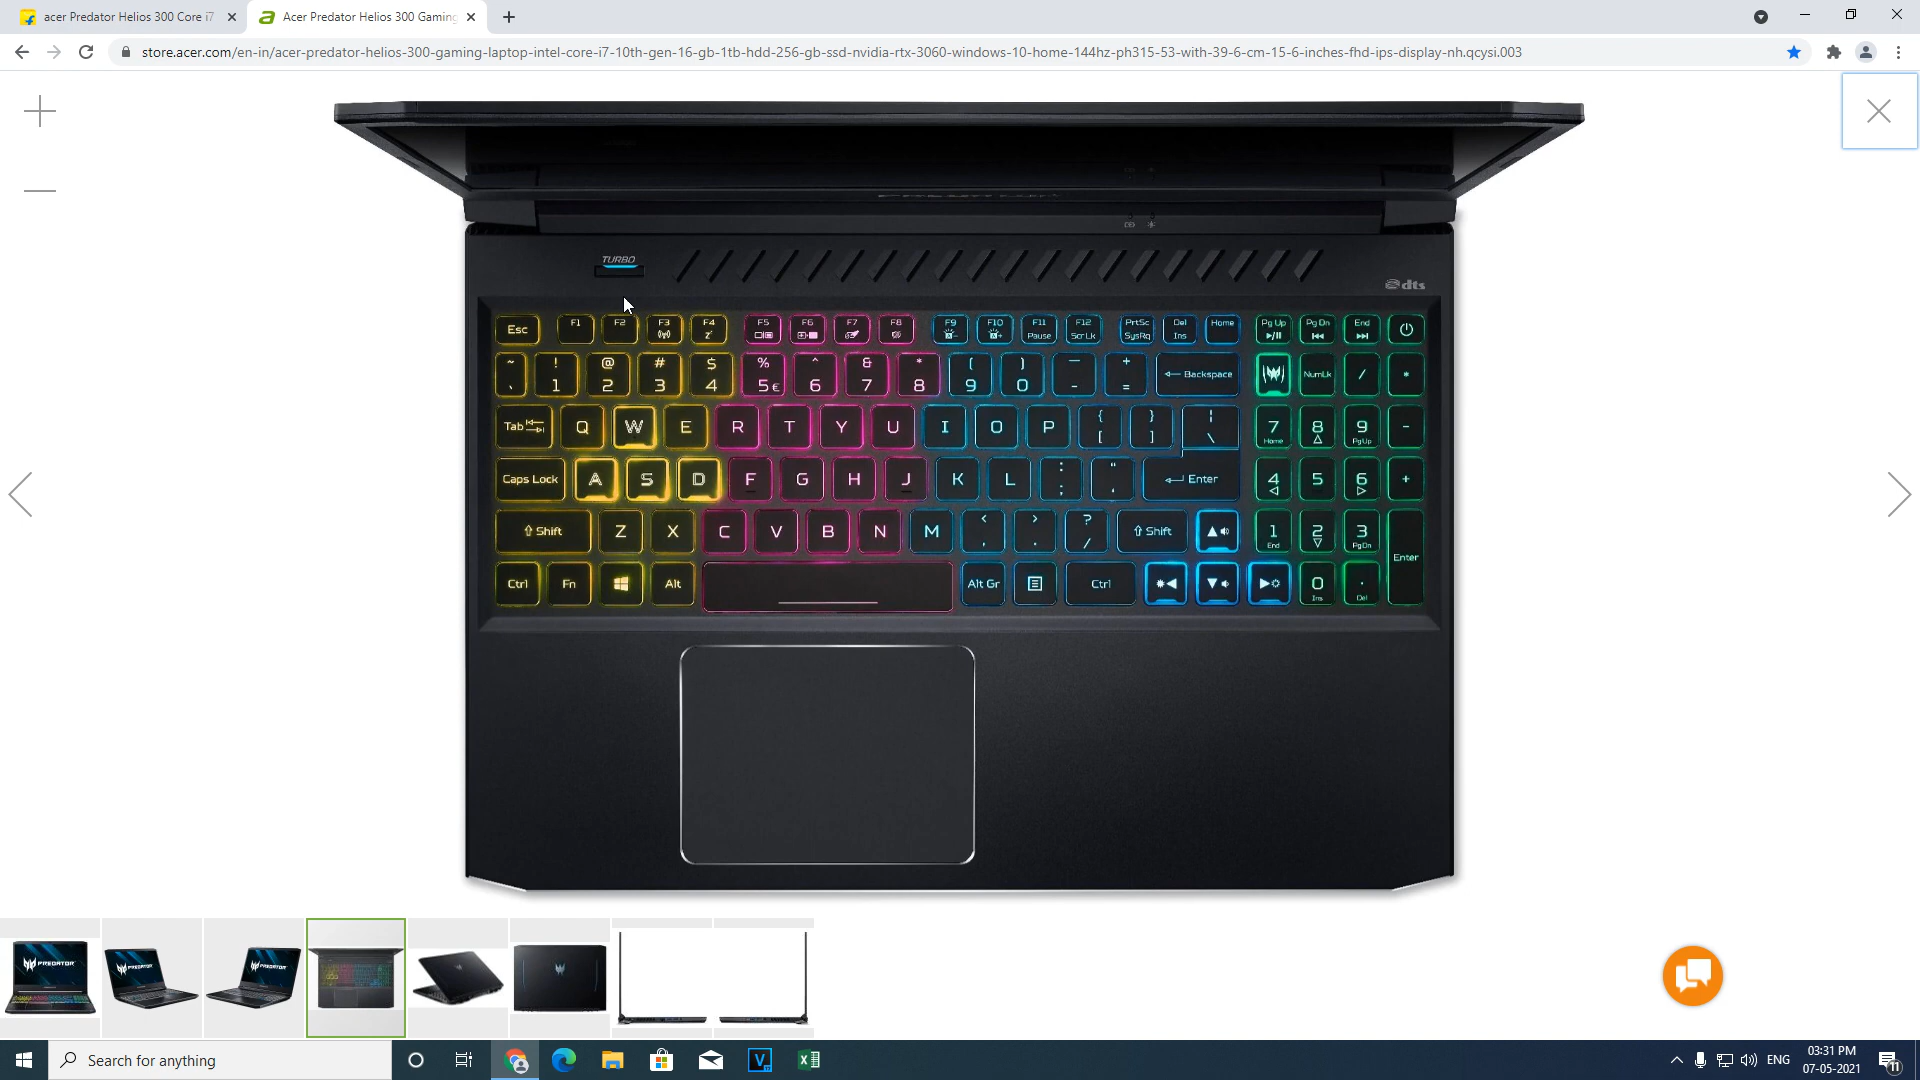 acer Predator Helios 300 Core i7
Acer Predator Helios 300 Gaming
store.acer.com/en-in/acer-predator-helios-300-gaming-laptop-intel-core-i7-10th-gen-16-gb-1tb-hdd-256-gb-ssd-nvidia-rtx-3060-windows-10-home-144hz-ph315-53-with-39-6-cm-15-6-inches-fhd-ips-display-nh.qcysi.003
TURBO
dts
Esc F1 F2 F3 F4 F5 F6 F7 F8 F9 F10 F11 Pause F12 Scr Lk PrtSc SysRq Del Ins Home Pg Up Pg Dn End
~ ` ! 1 @ 2 # 3 $ 4 % 5 € ^ 6 & 7 * 8 ( 9 ) 0 — - + = Backspace NumLk / *
Tab Q W E R T Y U I O P { [ } ] ¦ \ 7 Home 8 9 PgUp -
Caps Lock A S D F G H J K L : ; " ' Enter 4 5 6 +
Shift Z X C V B N M < , > . ? / Shift 1 End 2 3 PgDn Enter
Ctrl Fn Alt Alt Gr Ctrl 0 Ins . Del
PREDATOR
PREDATOR
PREDATOR
Search for anything
V
ENG
03:31 PM
07-05-2021
11